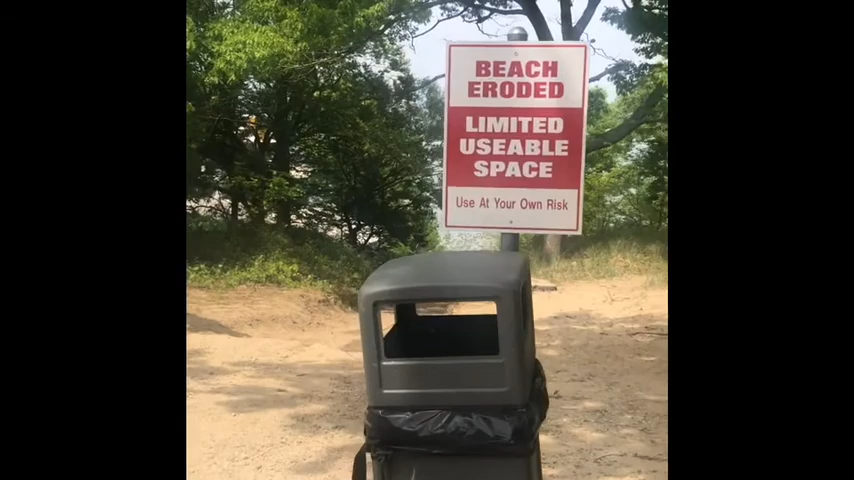 BEACH
ERODED
LIMITED
USEABLE
SPACE
Use At Your Own Risk